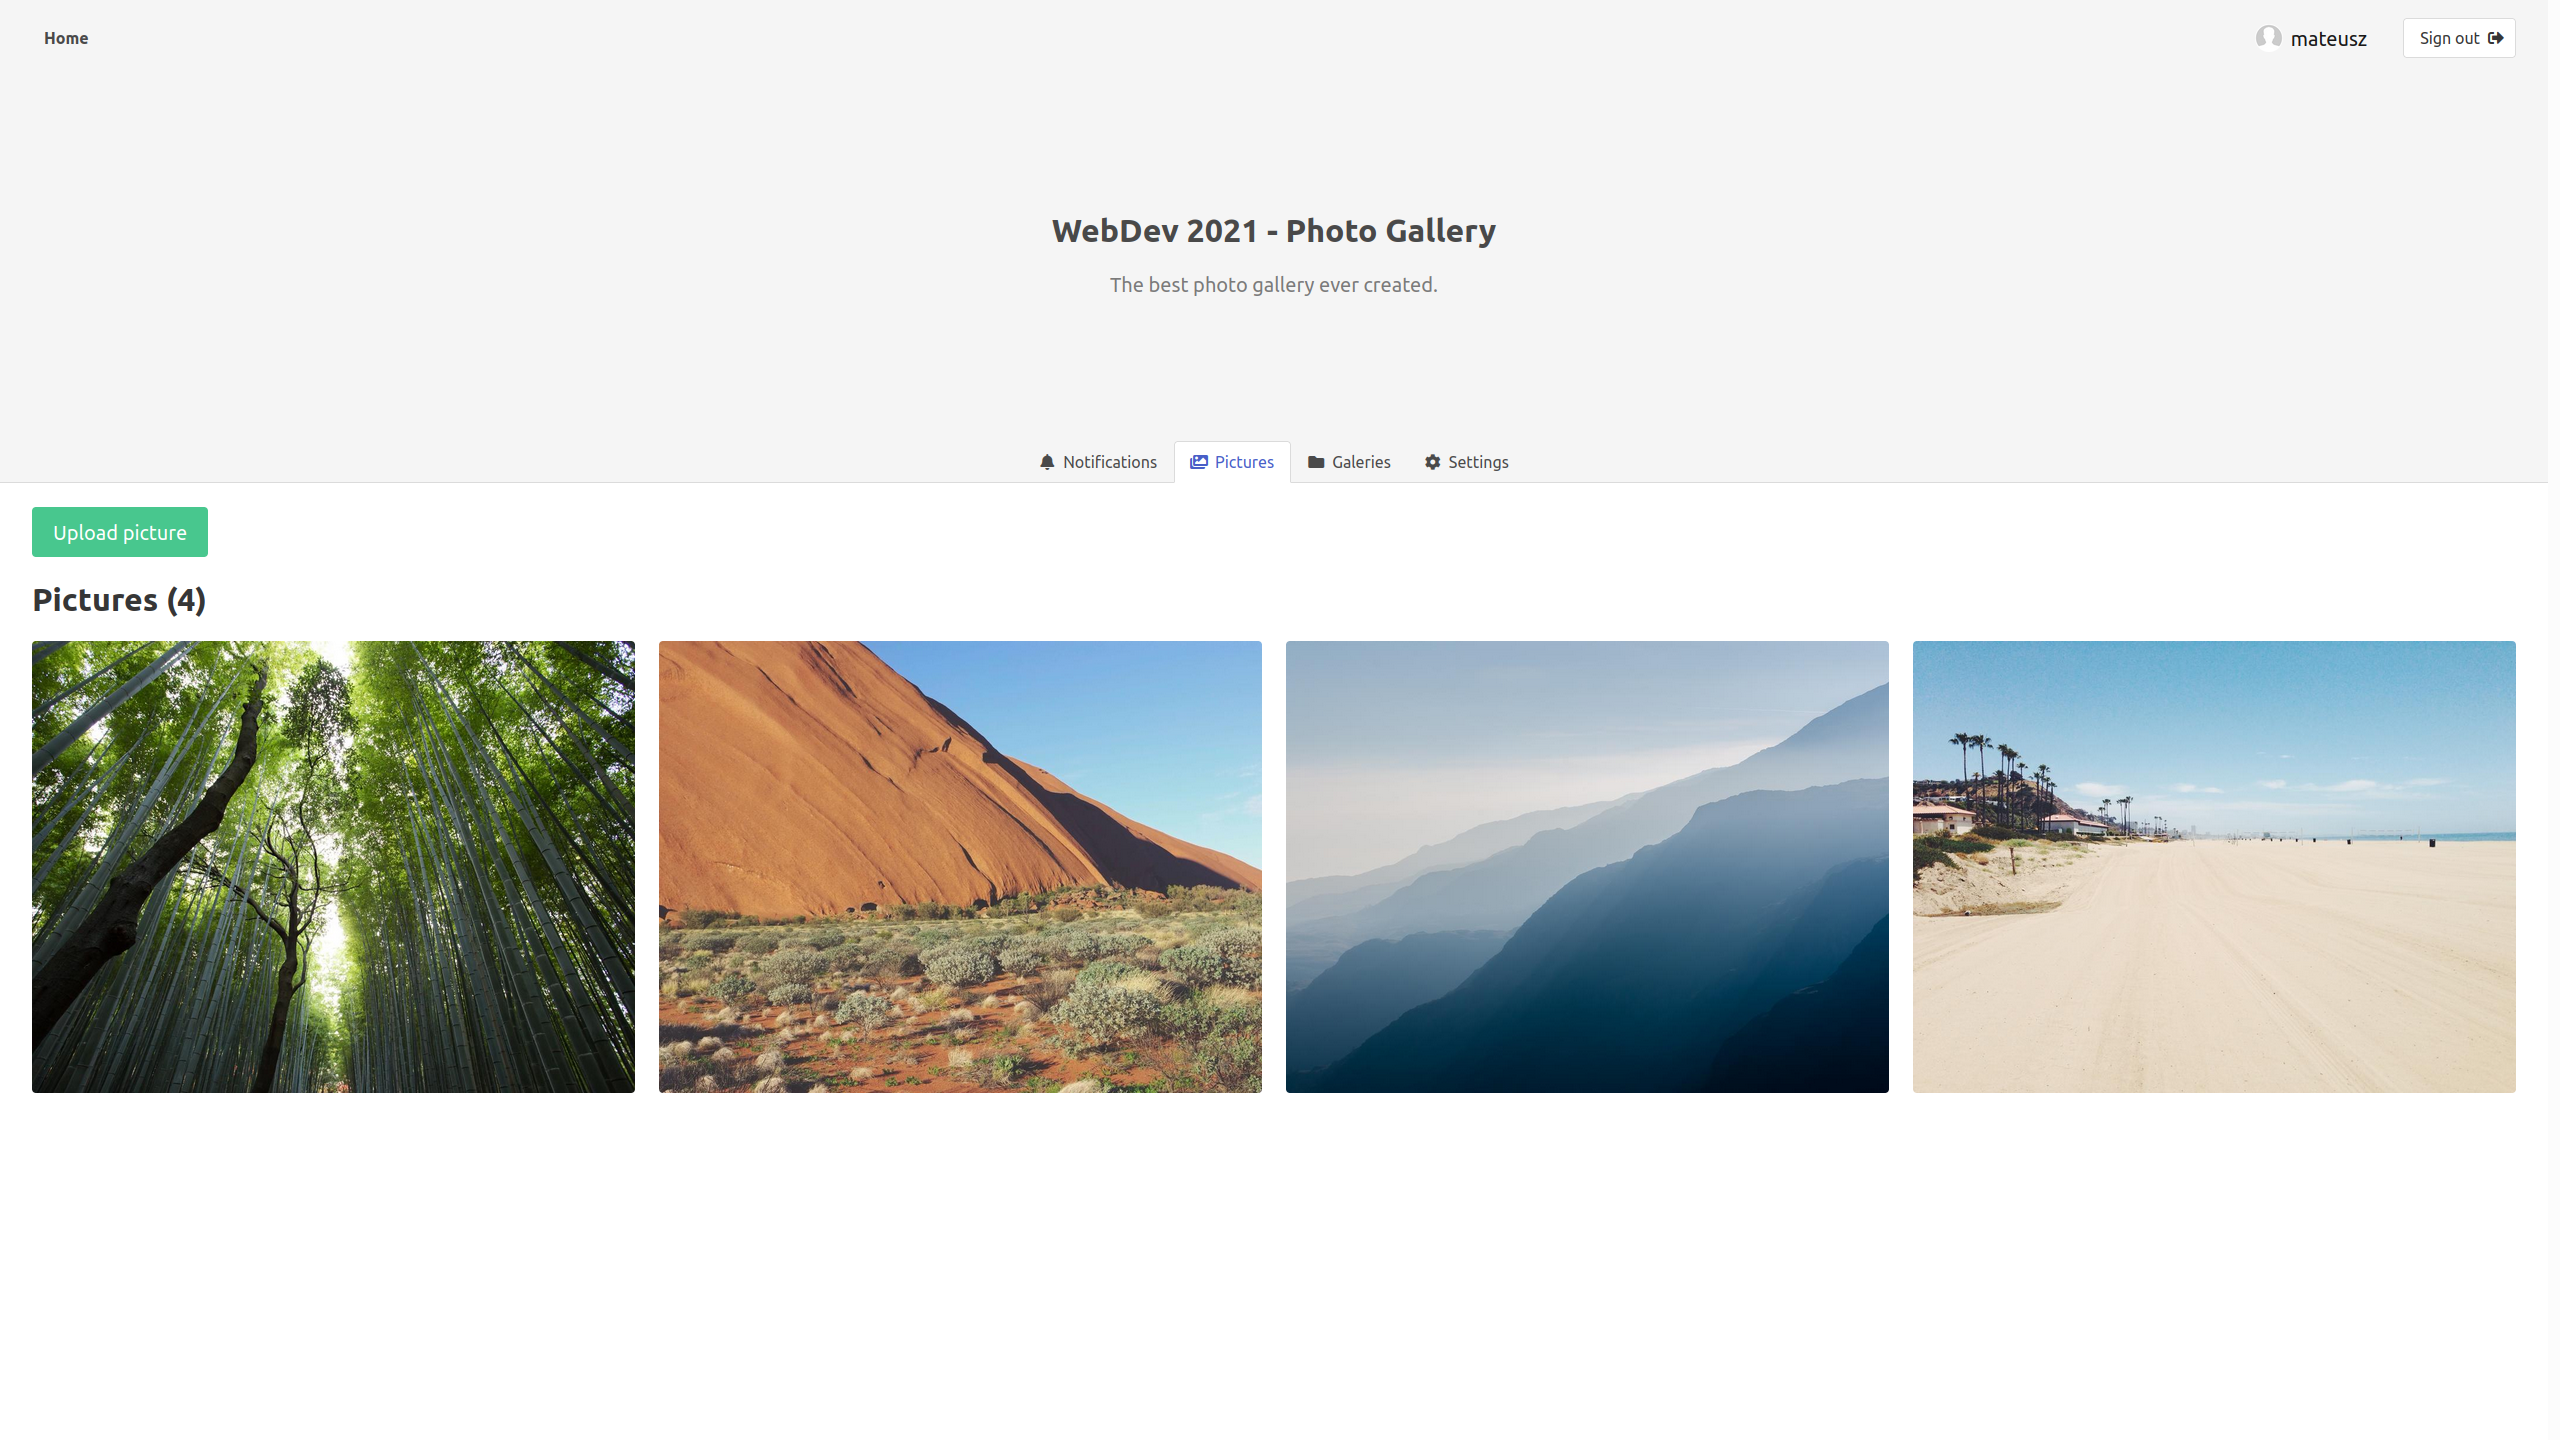 Home
mateusz
Sign out
WebDev 2021 - Photo Gallery
The best photo gallery ever created.
Notifications
Pictures
Galeries
Settings
Upload picture
Pictures (4)